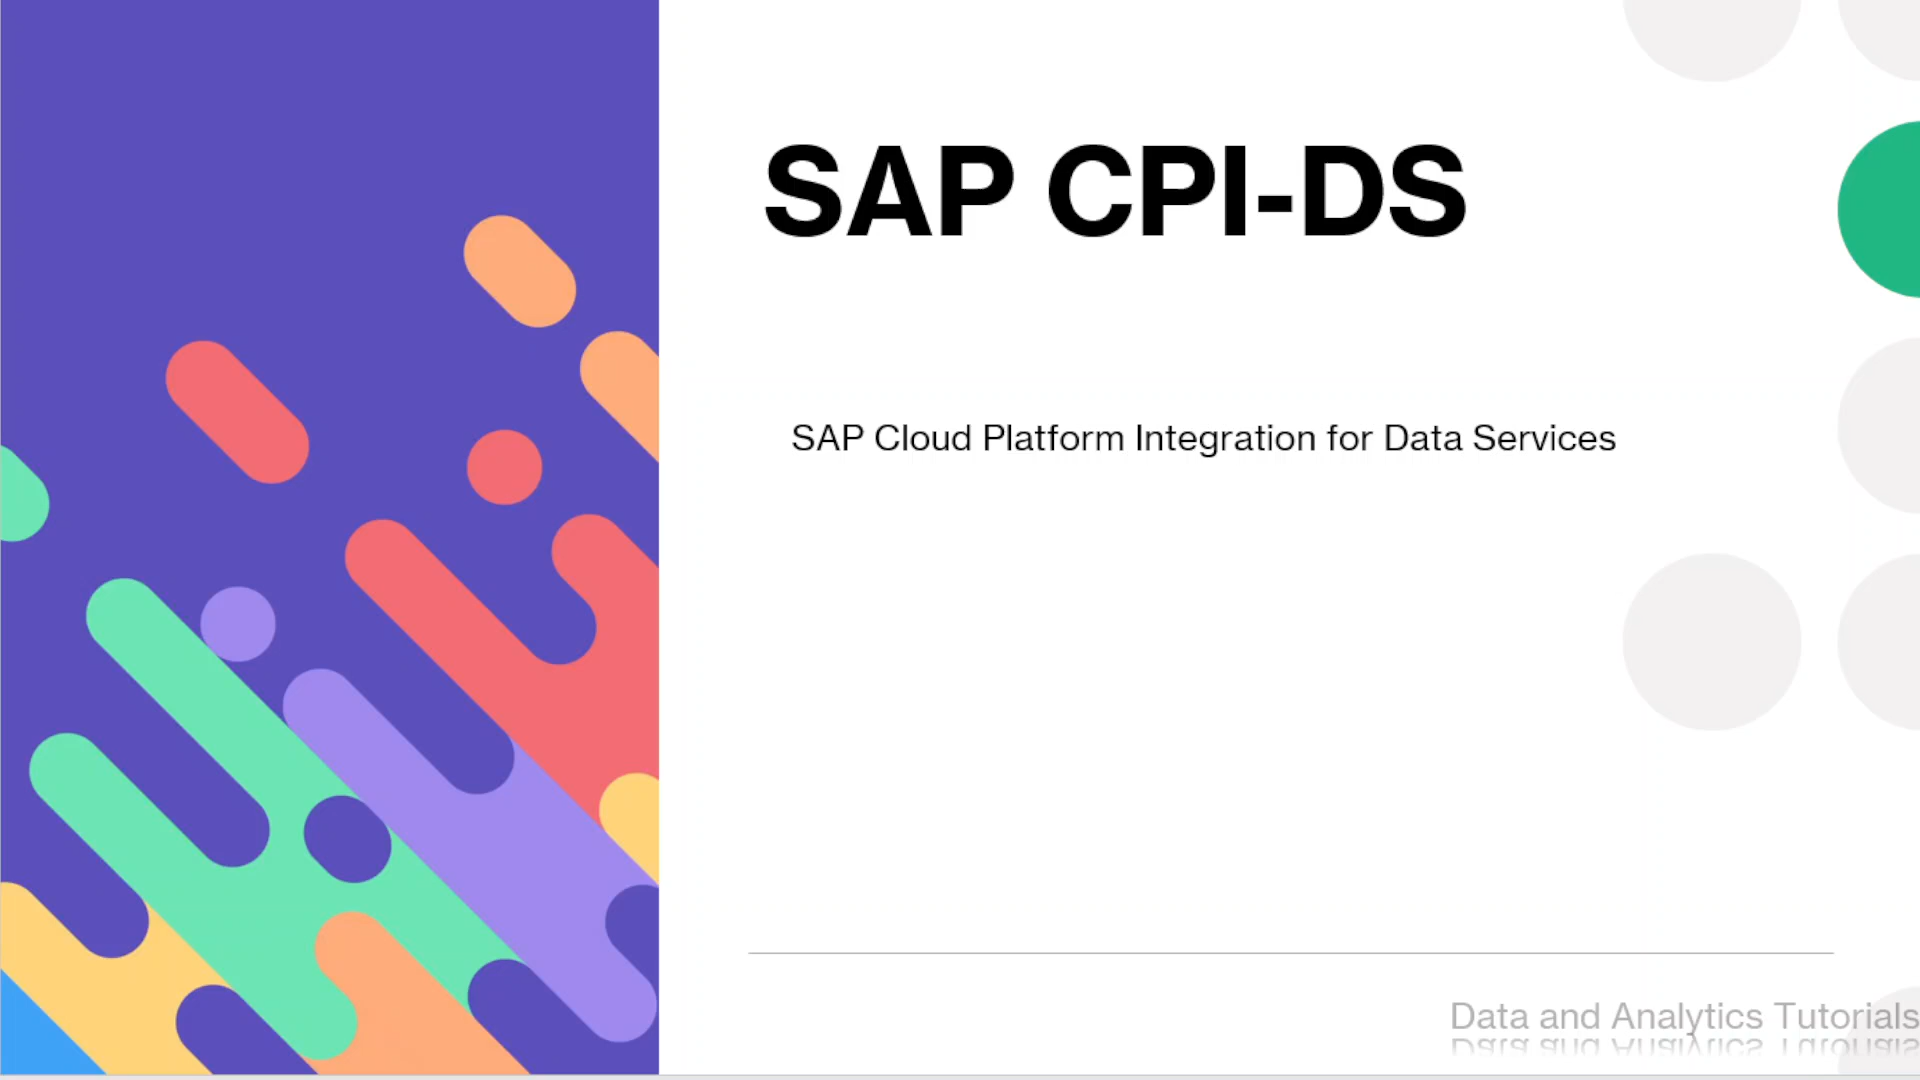 SAP CPI-DS
SAP Cloud Platform Integration for Data Services
Data and Analytics Tutorials